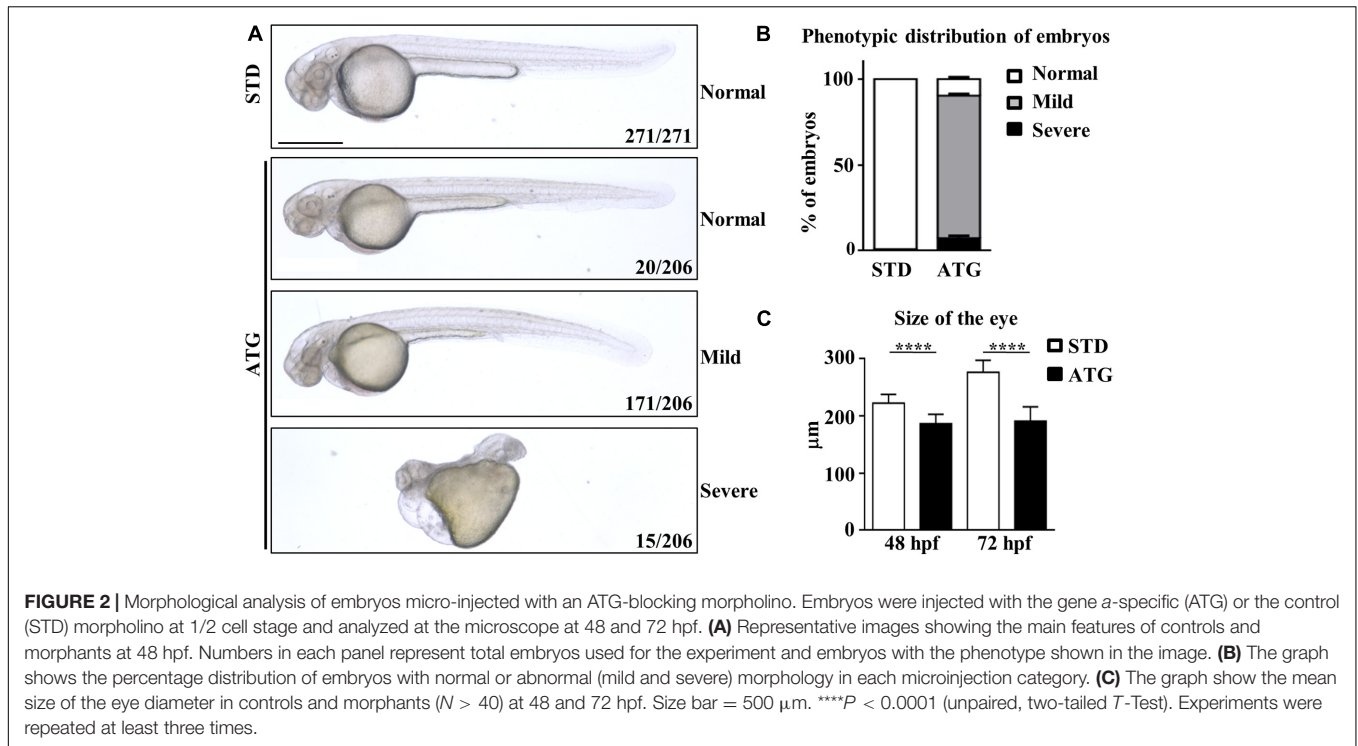 A
STD
Normal
271/271
ATG
Normal
20/206
Mild
171/206
Severe
15/206
B
Phenotypic distribution of embryos
% of embryos
100
50
0
STD ATG
Normal
Mild
Severe
C
Size of the eye
μm
300
200
100
0
**** ****
48 hpf 72 hpf
STD
ATG
FIGURE 2 | Morphological analysis of embryos micro-injected with an ATG-blocking morpholino. Embryos were injected with the gene a-specific (ATG) or the control
(STD) morpholino at 1/2 cell stage and analyzed at the microscope at 48 and 72 hpf. (A) Representative images showing the main features of controls and
morphants at 48 hpf. Numbers in each panel represent total embryos used for the experiment and embryos with the phenotype shown in the image. (B) The graph
shows the percentage distribution of embryos with normal or abnormal (mild and severe) morphology in each microinjection category. (C) The graph show the mean
size of the eye diameter in controls and morphants (N > 40) at 48 and 72 hpf. Size bar = 500 μm. ****P < 0.0001 (unpaired, two-tailed T-Test). Experiments were
repeated at least three times.